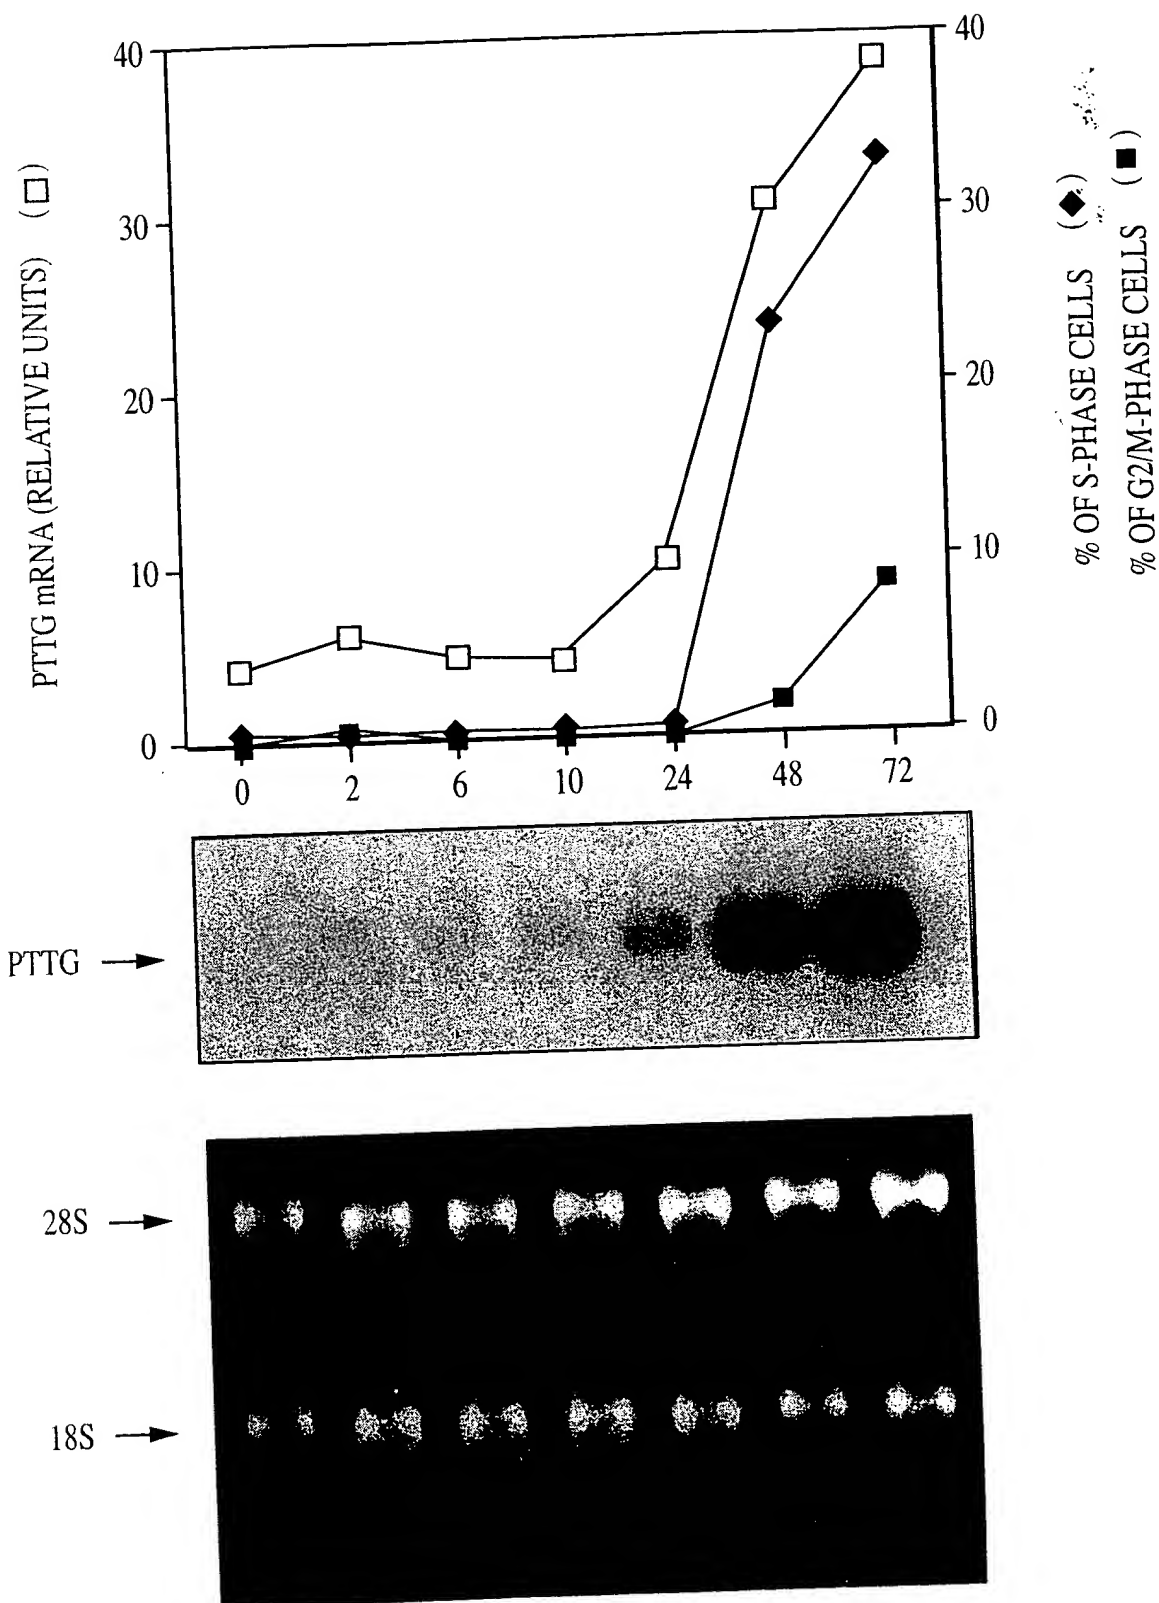 PTTG mRNA (RELATIVE UNITS) (□)
40
30
20
10
0
40
30
20
10
0
% OF S-PHASE CELLS (◆)
% OF G2/M-PHASE CELLS (■)
0 2 6 10 24 48 72
PTTG
28S
18S